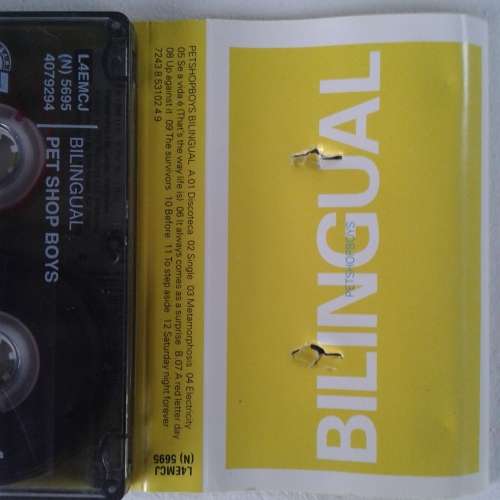 L4EMCJ
(N) 5695
4079294
BILINGUAL
PET SHOP BOYS
PETSHOPBOYS.BILINGUAL A.01 Discoteca 02 Single 03 Metamorphosis 04 Electricity
05 Se a vida é (That's the way life is) 06 It always comes as a surprise B.07 A red letter day
08 Up against it 09 The survivors 10 Before 11 To step aside 12 Saturday night forever
7243 8 53102 4 9
L4EMCJ
(N) 5695
BILINGUAL
PETSHOPBOYS